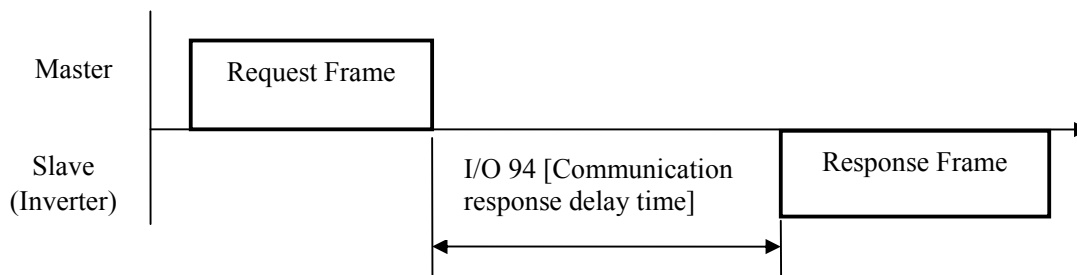 Master
Request Frame
Slave
(Inverter)
I/O 94 [Communication
response delay time]
Response Frame